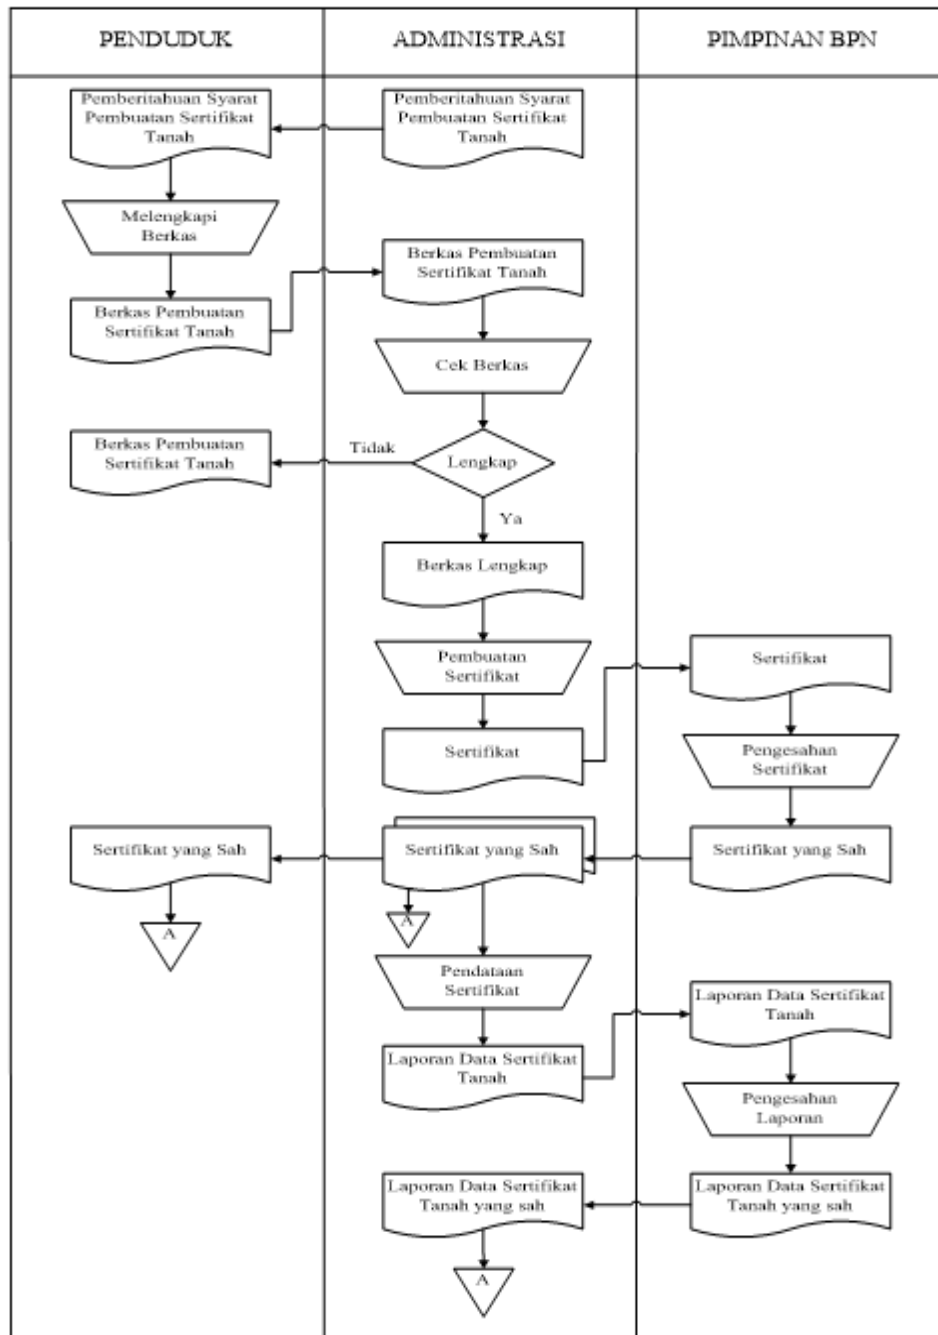 PENDUDUK
ADMINISTRASI
PIMPINAN BPN
Pemberitahuan Syarat
Pembuatan Sertifikat
Tanah
Pemberitahuan Syarat
Pembuatan Sertifikat
Tanah
Melengkapi
Berkas
Berkas Pembuatan
Sertifikat Tanah
Berkas Pembuatan
Sertifikat Tanah
Cek Berkas
Lengkap
Tidak
Berkas Pembuatan
Sertifikat Tanah
Ya
Berkas Lengkap
Pembuatan
Sertifikat
Sertifikat
Sertifikat
Pengesahan
Sertifikat
Sertifikat yang Sah
Sertifikat yang Sah
Sertifikat yang Sah
A
A
Pendataan
Sertifikat
Laporan Data Sertifikat
Tanah
Laporan Data Sertifikat
Tanah
Pengesahan
Laporan
Laporan Data Sertifikat
Tanah yang sah
Laporan Data Sertifikat
Tanah yang sah
A